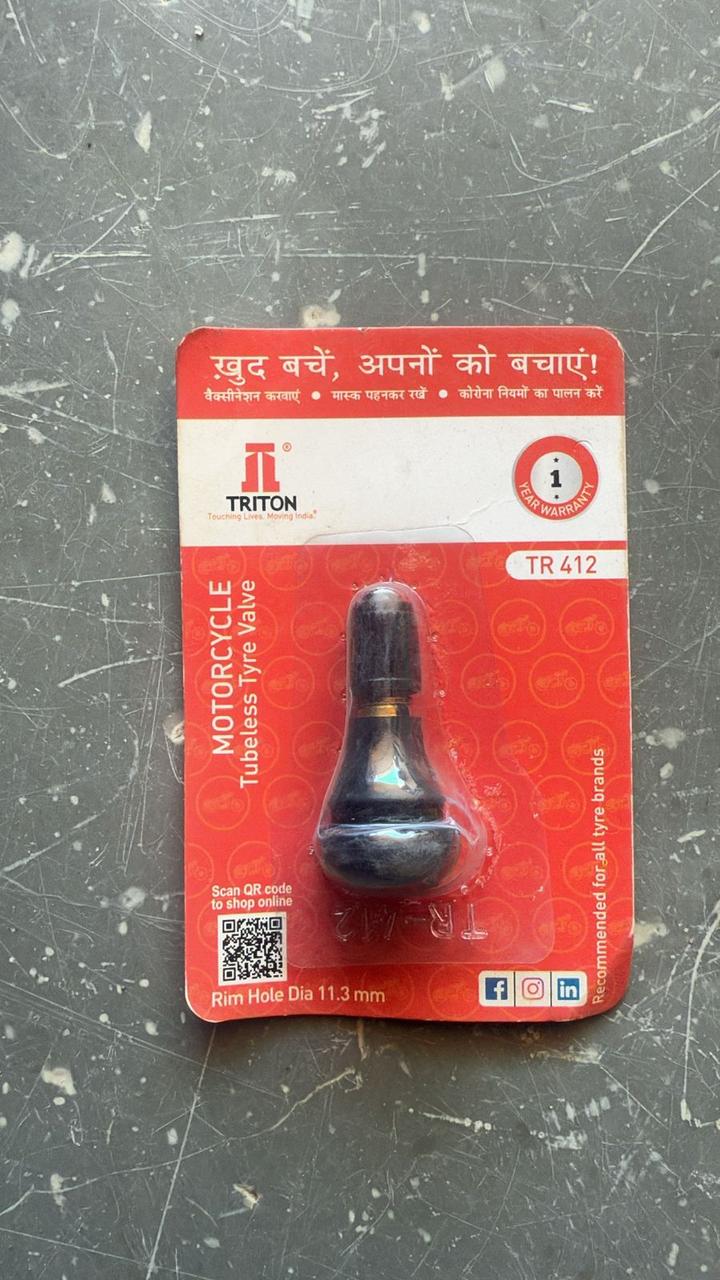 ख़ुद बचें, अपनों को बचाएं!
वैक्सीनेशन करवाएं ● मास्क पहनकर रखें ● कोरोना नियमों का पालन करें
®
TRITON
Touching Lives. Moving India.®
1
YEAR WARRANTY
TR 412
MOTORCYCLE
Tubeless Tyre Valve
Recommended for all tyre brands
Scan QR code
to shop online
TR-412
Rim Hole Dia 11.3 mm
f
in